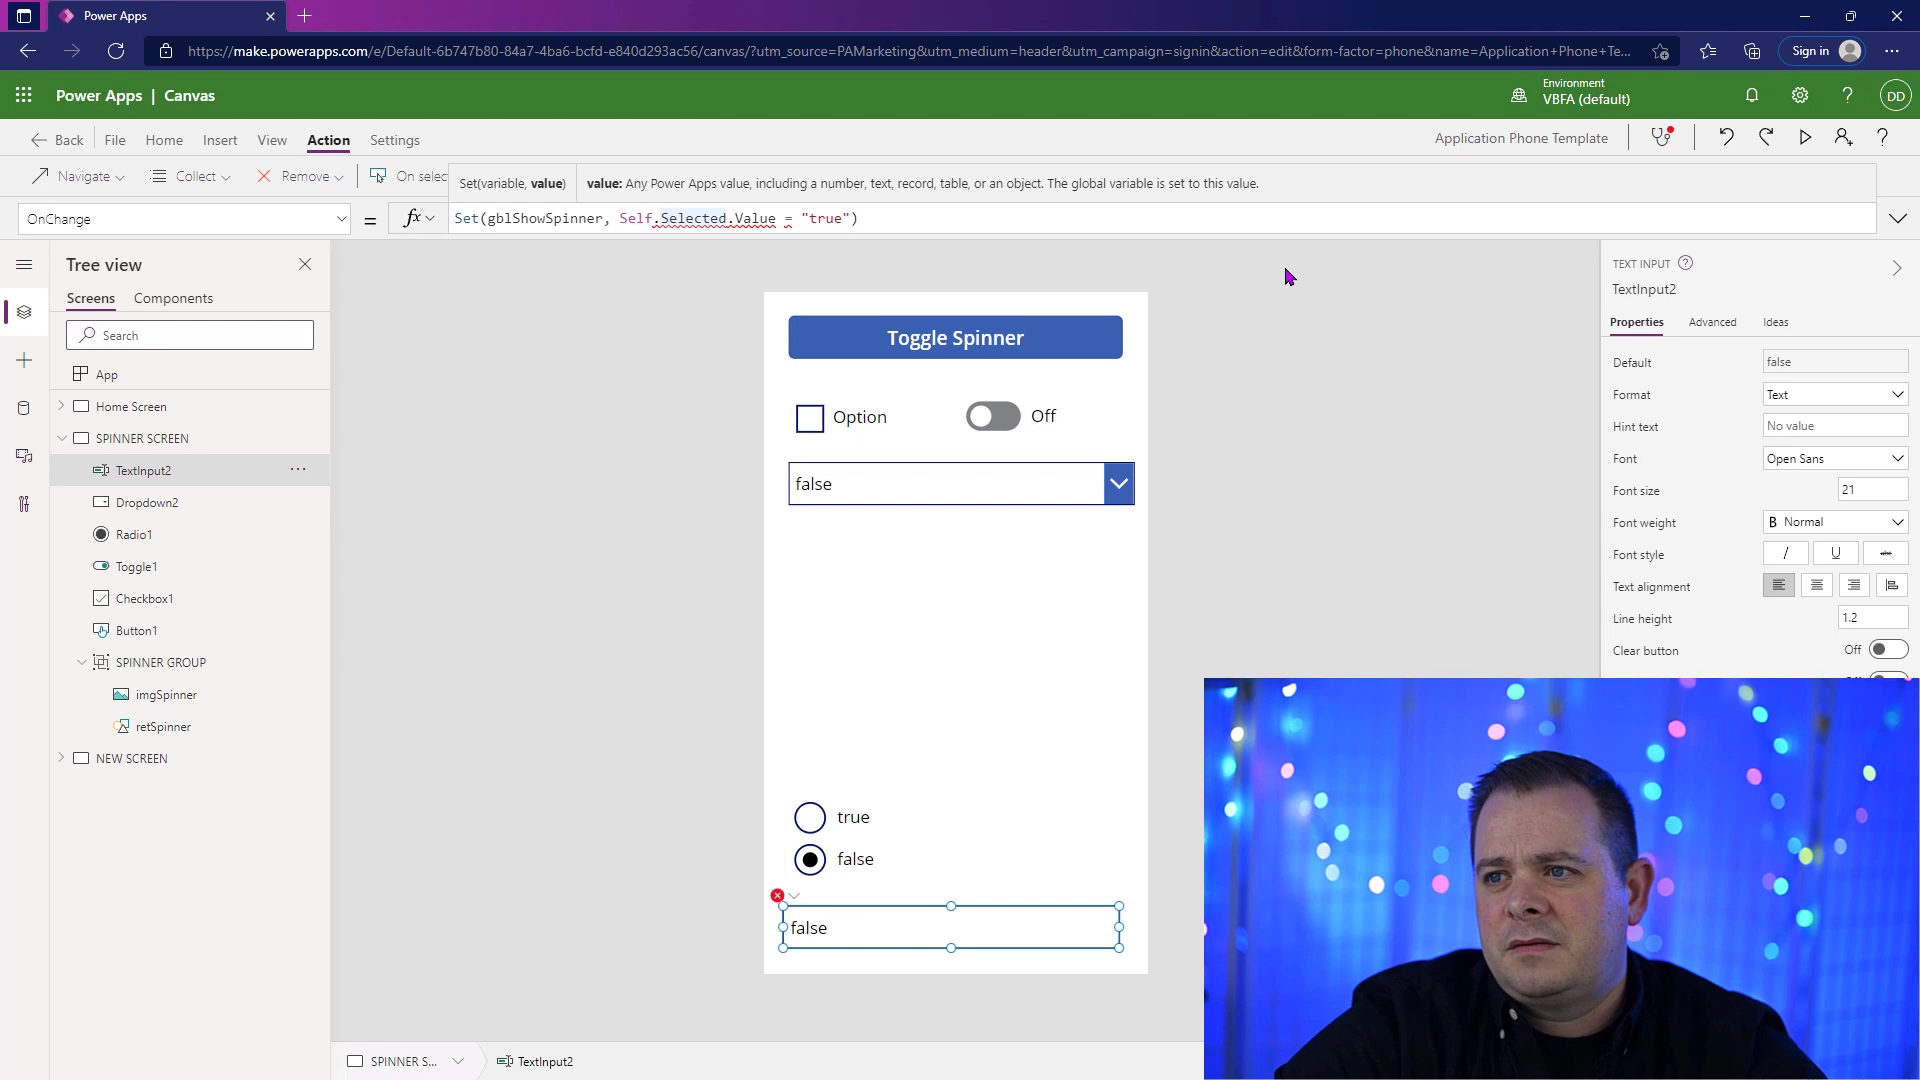 Power Apps
https://make.powerapps.com/e/Default-6b747b80-84a7-4ba6-bcfd-e840d293ac56/canvas/?utm_source=PAMarketing&utm_medium=header&utm_campaign=signin&action=edit&form-factor=phone&name=Application+Phone+Te...
Sign in
Power Apps | Canvas
Environment
VBFA (default)
DD
Back File Home Insert View Action Settings
Application Phone Template
Navigate Collect Remove On selec
Set(variable, value) value: Any Power Apps value, including a number, text, record, table, or an object. The global variable is set to this value.
OnChange = fx Set(gblShowSpinner, Self.Selected.Value = "true")
Tree view
Screens Components
Search
App
Home Screen
SPINNER SCREEN
TextInput2
Dropdown2
Radio1
Toggle1
Checkbox1
Button1
SPINNER GROUP
imgSpinner
retSpinner
NEW SCREEN
Toggle Spinner
Option Off
false
true
false
false
SPINNER S... TextInput2
TEXT INPUT
TextInput2
Properties Advanced Ideas
Default false
Format Text
Hint text No value
Font Open Sans
Font size 21
Font weight B Normal
Font style / U abc
Text alignment
Line height 1.2
Clear button Off